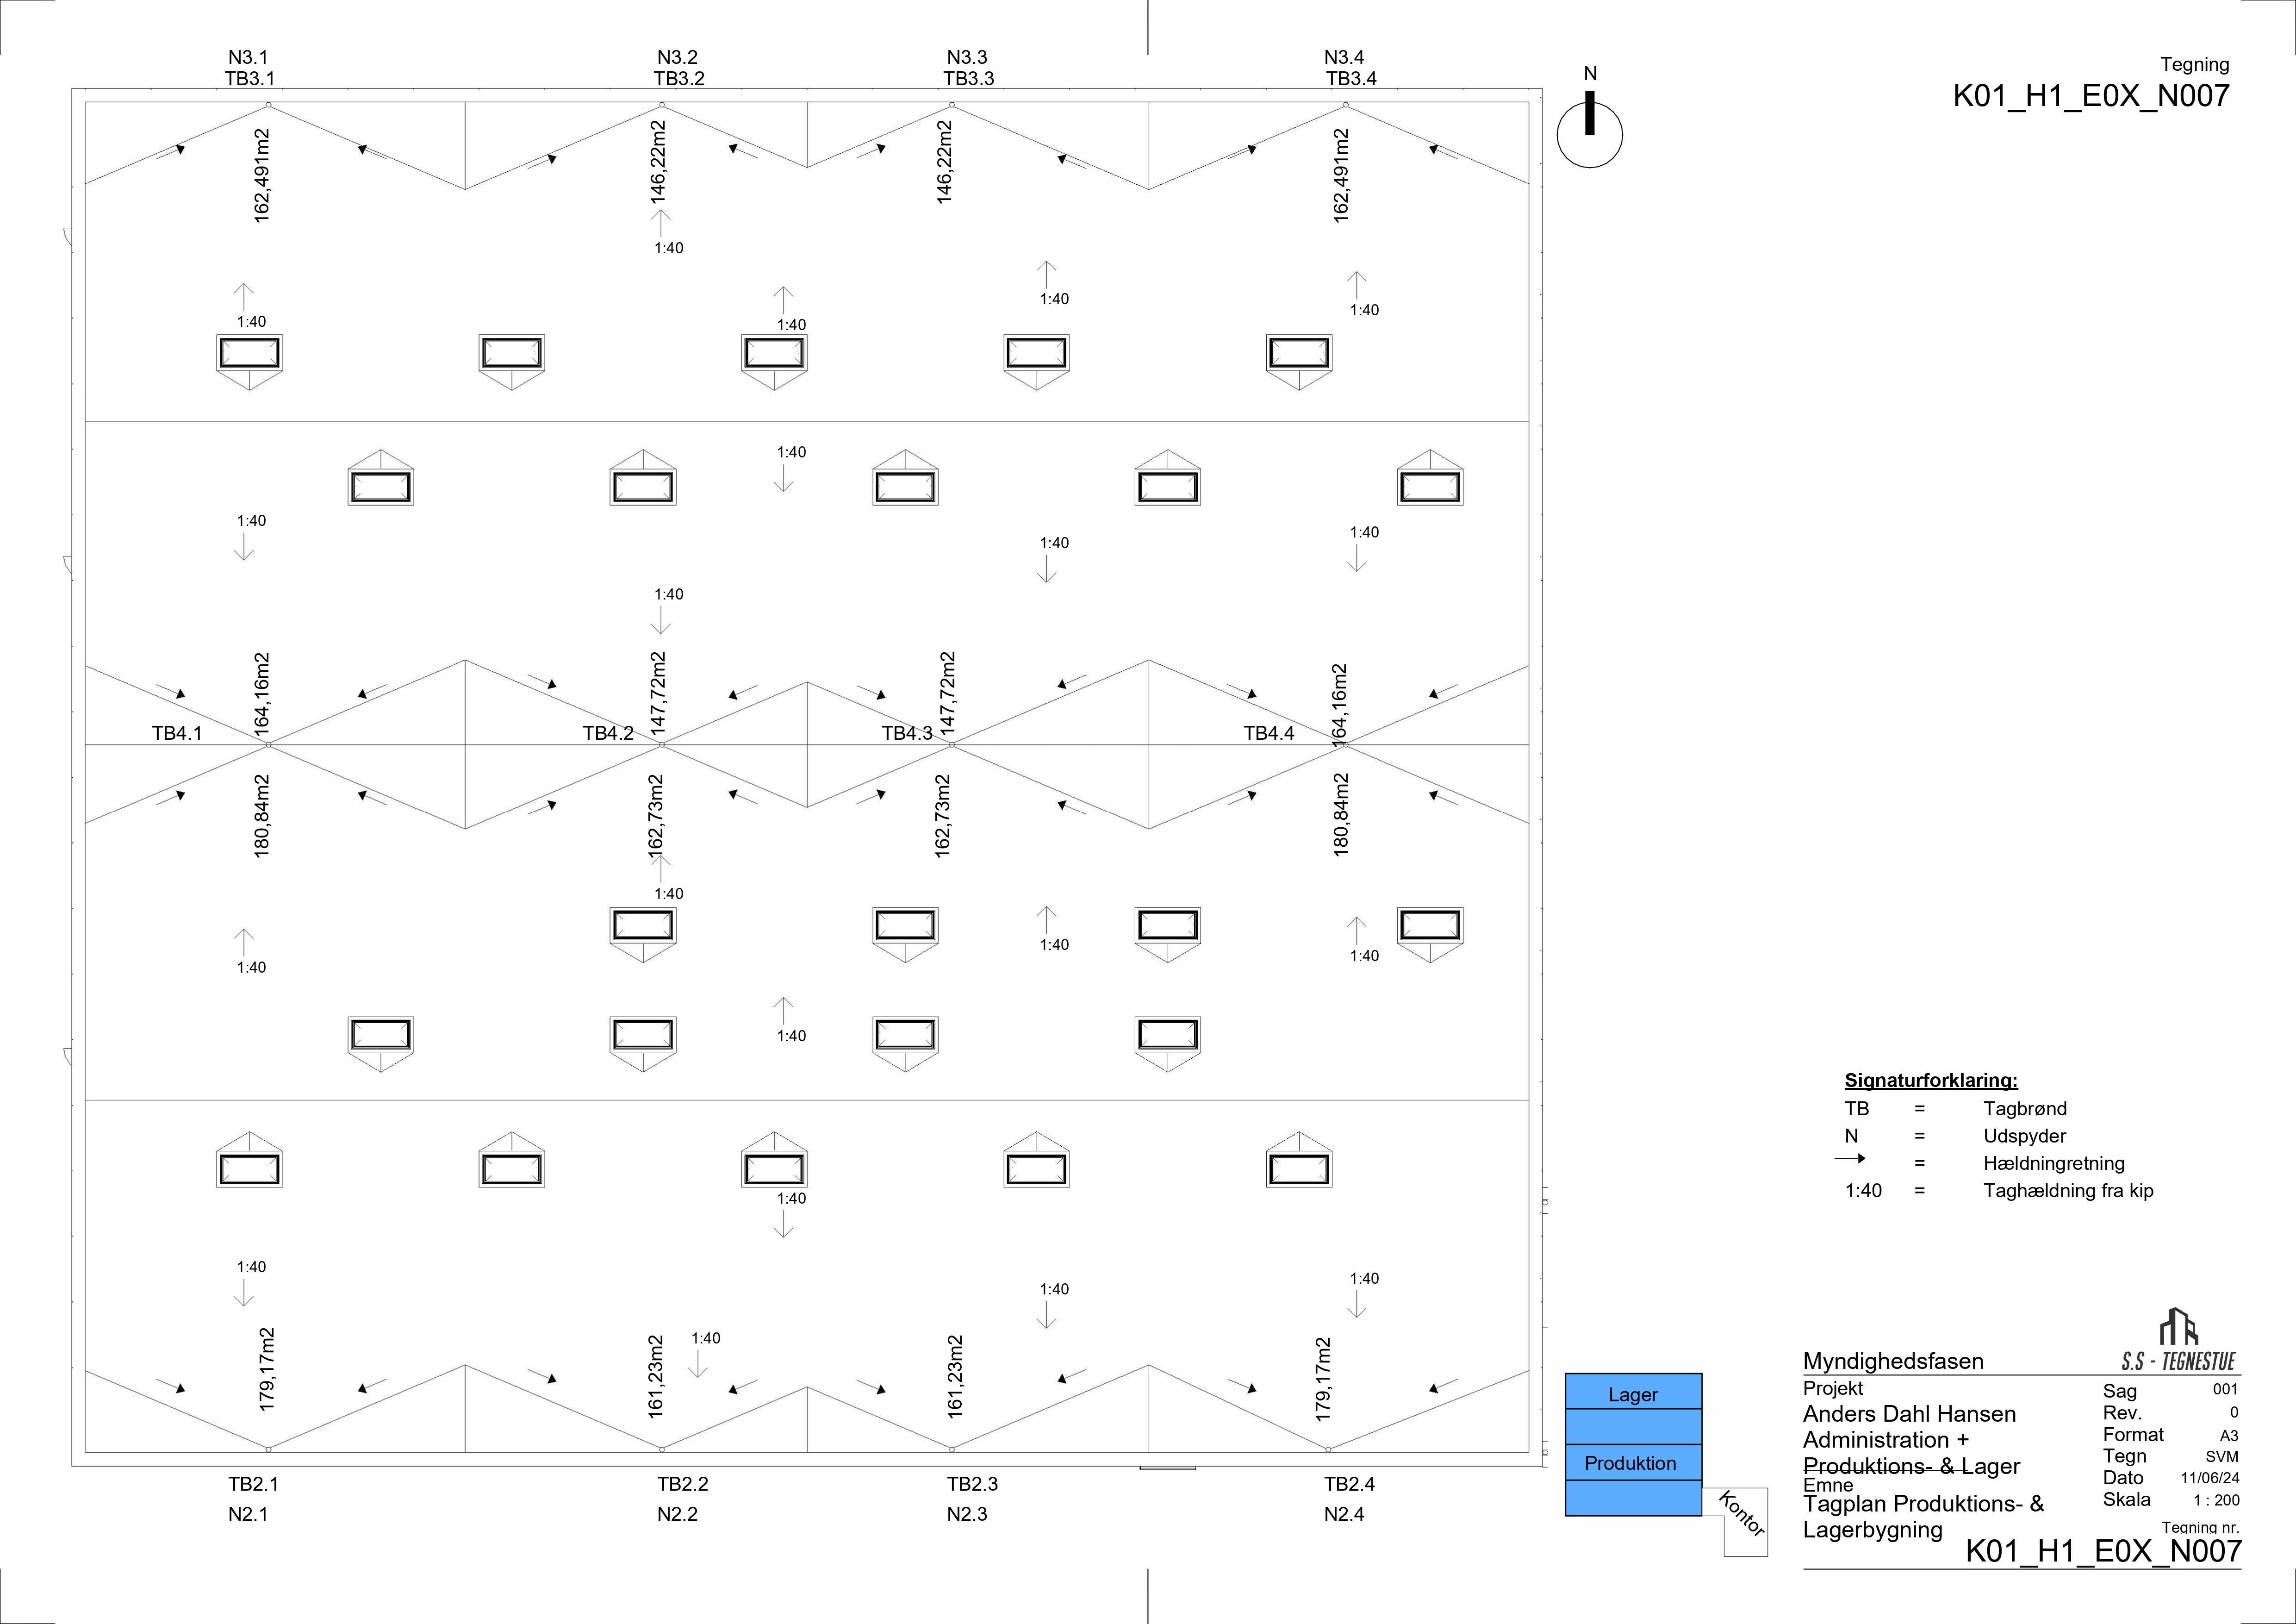 N3.1
TB3.1
N3.2
TB3.2
N3.3
TB3.3
N3.4
TB3.4
N
Tegning
K01_H1_E0X_N007
162,491m2
146,22m2
146,22m2
162,491m2
1:40
1:40
1:40
1:40
1:40
1:40
1:40
1:40
1:40
1:40
164,16m2
147,72m2
147,72m2
164,16m2
TB4.1
TB4.2
TB4.3
TB4.4
180,84m2
162,73m2
162,73m2
180,84m2
1:40
1:40
1:40
1:40
1:40
1:40
1:40
1:40
1:40
1:40
179,17m2
161,23m2
161,23m2
179,17m2
TB2.1
N2.1
TB2.2
N2.2
TB2.3
N2.3
TB2.4
N2.4
Signaturforklaring:
TB = Tagbrønd
N = Udspyder
= Hældningretning
1:40 = Taghældning fra kip
Lager
Produktion
Kontor
S.S - TEGNESTUE
Myndighedsfasen
Projekt
Anders Dahl Hansen
Administration +
Produktions- & Lager
Emne
Tagplan Produktions- &
Lagerbygning
Sag 001
Rev. 0
Format A3
Tegn SVM
Dato 11/06/24
Skala 1 : 200
Tegning nr.
K01_H1_E0X_N007